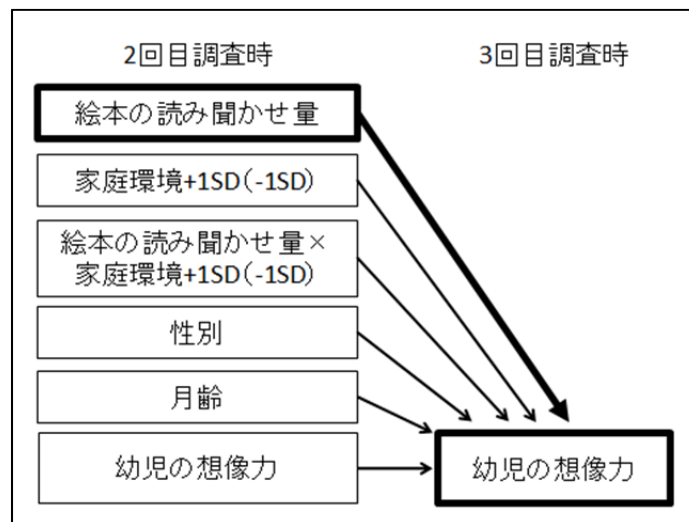 2回目調査時
3回目調査時
絵本の読み聞かせ量
家庭環境+1SD(-1SD)
絵本の読み聞かせ量×
家庭環境+1SD(-1SD)
性別
月齢
幼児の想像力
幼児の想像力